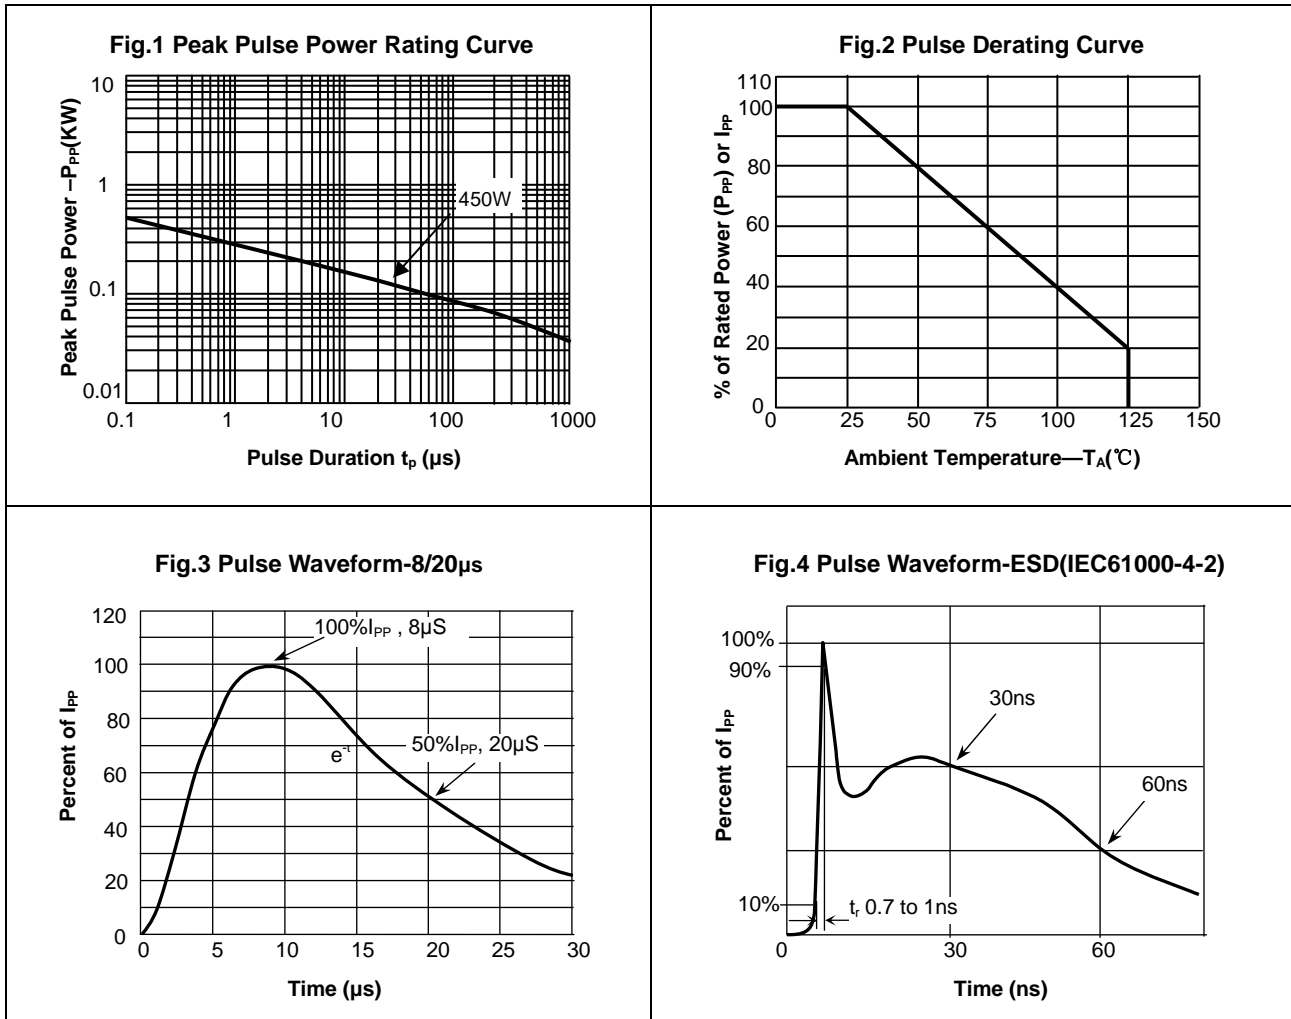 Fig.1 Peak Pulse Power Rating Curve
Peak Pulse Power –PPP(KW)
10
1
0.1
0.01
450W
0.1 1 10 100 1000
Pulse Duration tp (µs)
Fig.2 Pulse Derating Curve
% of Rated Power (PPP) or IPP
110
100
80
60
40
20
0
0 25 50 75 100 125 150
Ambient Temperature—TA(℃)
Fig.3 Pulse Waveform-8/20µs
Percent of IPP
120
100
80
60
40
20
0
100%IPP , 8µS
e-t
50%IPP, 20µS
0 5 10 15 20 25 30
Time (µs)
Fig.4 Pulse Waveform-ESD(IEC61000-4-2)
Percent of IPP
100%
90%
10%
30ns
60ns
tr 0.7 to 1ns
0 30 60
Time (ns)